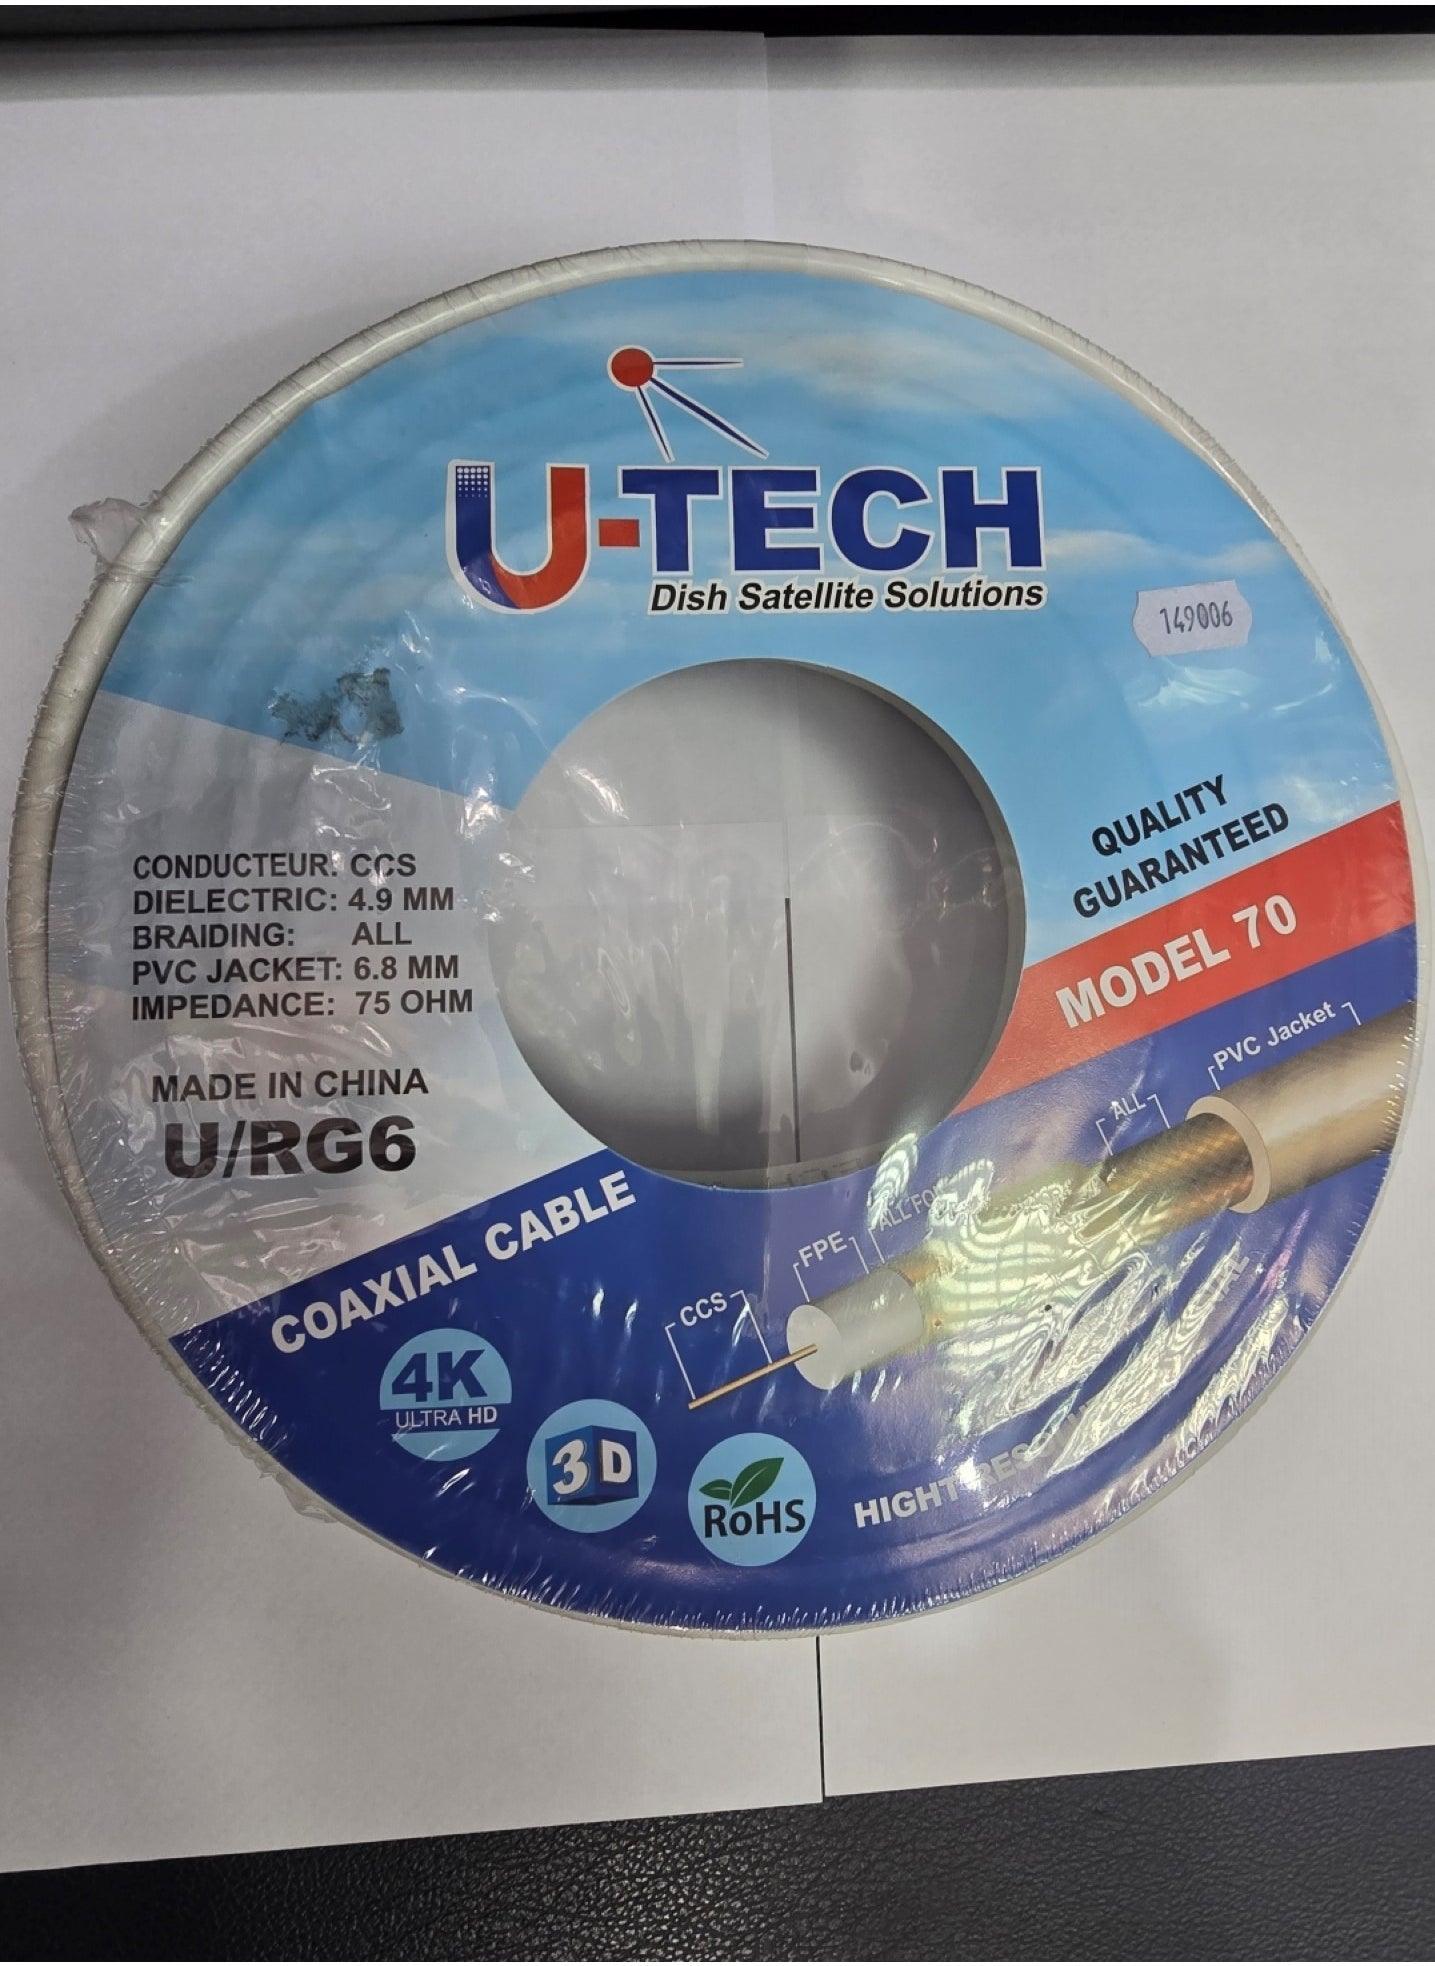 U-TECH
Dish Satellite Solutions
149006
QUALITY
GUARANTEED
MODEL 70
CONDUCTEUR: CCS
DIELECTRIC: 4.9 MM
BRAIDING: ALL
PVC JACKET: 6.8 MM
IMPEDANCE: 75 OHM
MADE IN CHINA
U/RG6
COAXIAL CABLE
PVC Jacket
ALL
ALL
FPE
CCS
4K
ULTRA HD
3D
RoHS
HIGHT